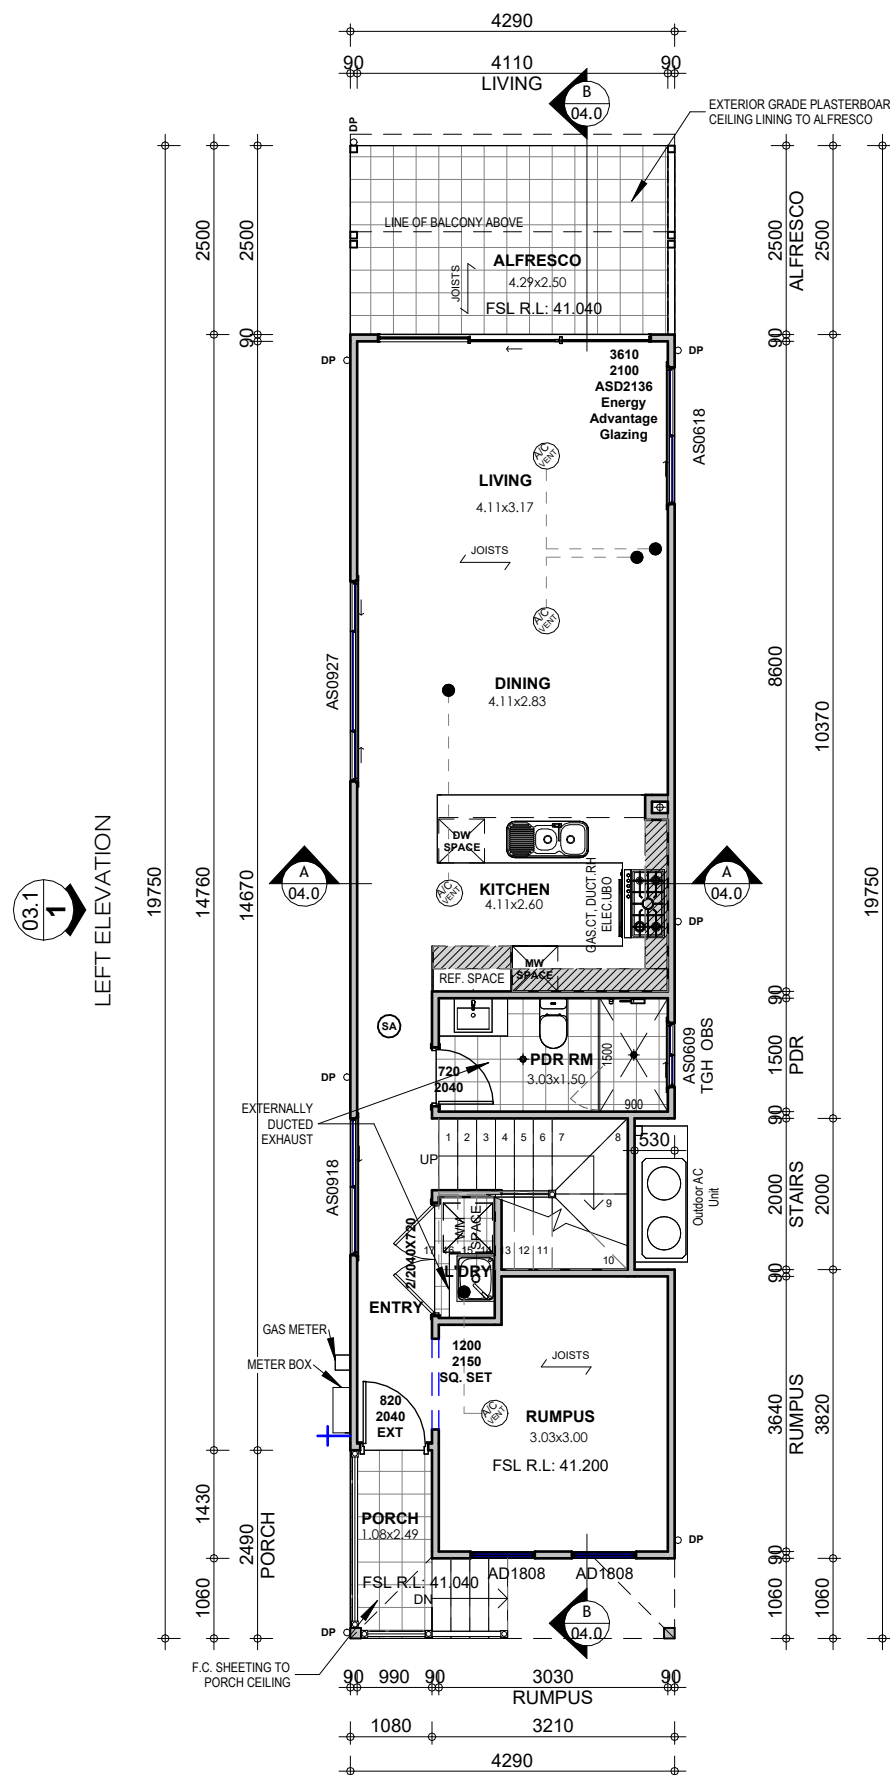 4290
90 4110 90
LIVING
B
04.0
EXTERIOR GRADE PLASTERBOAR
CEILING LINING TO ALFRESCO
DP
2500
2500
LINE OF BALCONY ABOVE
ALFRESCO
4.29x2.50
JOISTS
FSL R.L: 41.040
2500
ALFRESCO
2500
90
DP
DP
90
3610
2100
ASD2136
Energy
Advantage
Glazing
AS0618
A/C
VENT
LIVING
4.11x3.17
JOISTS
A/C
VENT
AS0927
DINING
4.11x2.83
8600
10370
DW
SPACE
LEFT ELEVATION
03.1
1
19750
14760
14670
A
04.0
A/C
VENT
KITCHEN
4.11x2.60
GAS.CT, DUCT.RH
ELEC.UBO
A
04.0
19750
DP
REF. SPACE
MW
SPACE
90
SA
PDR RM
3.03x1.50
1500
900
720
2040
AS0609
TGH OBS
1500
PDR
DP
EXTERNALLY
DUCTED
EXHAUST
90
1 2 3 4 5 6 7 8
UP
530
9
10
17 16 15 14 13 12 11
AS0918
Outdoor AC
Unit
2000
STAIRS
2000
WM
SPACE
2/2040X720
L'DRY
90
ENTRY
GAS METER
METER BOX
1200
2150
SQ. SET
JOISTS
820
2040
EXT
A/C
VENT
RUMPUS
3.03x3.00
FSL R.L: 41.200
3640
RUMPUS
3820
1430
2490
PORCH
PORCH
1.08x2.49
DP
90
AD1808 AD1808
FSL R.L: 41.040
DN
1060
1060
1060
DP
B
04.0
F.C. SHEETING TO
PORCH CEILING
90 990 90 3030 90
RUMPUS
1080 3210
4290